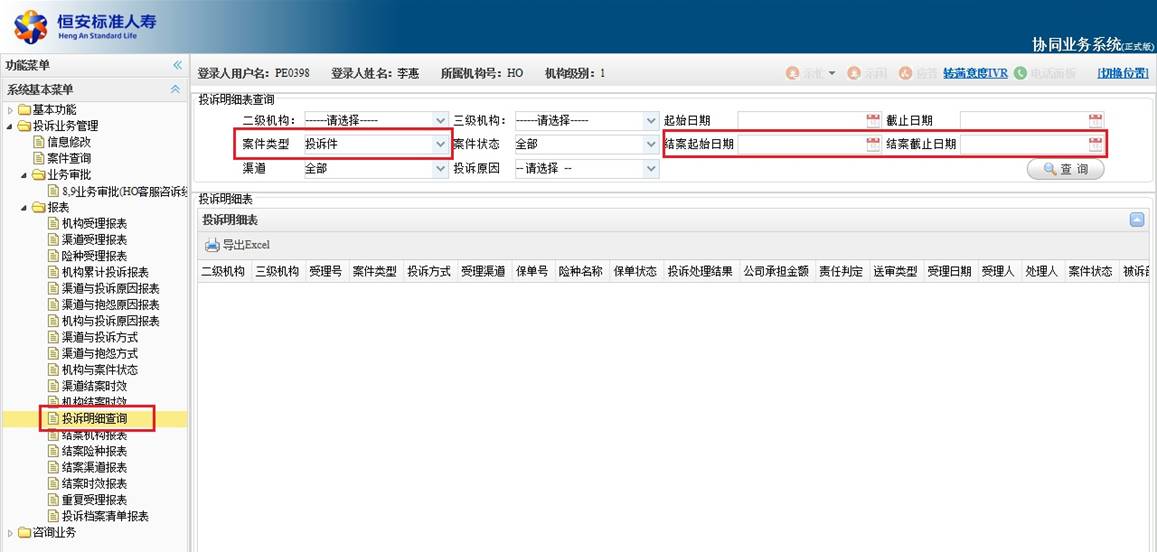 恒安标准人寿
Heng An Standard Life
协同业务系统(正式版)
功能菜单
登录人用户名: PE0398 登录人姓名: 李惠 所属机构号: HO 机构级别: 1 示忙 示闲 应答 转满意度IVR 电话面板 [切换位置]
系统基本菜单
基本功能
投诉业务管理
信息修改
案件查询
业务审批
8,9业务审批(HO客服咨诉经
报表
机构受理报表
渠道受理报表
险种受理报表
机构累计投诉报表
渠道与投诉原因报表
渠道与抱怨原因报表
机构与投诉原因报表
渠道与投诉方式
渠道与抱怨方式
机构与案件状态
渠道结案时效
机构结案时效
投诉明细查询
结案机构报表
结案险种报表
结案渠道报表
结案时效报表
重复受理报表
投诉档案清单报表
咨询业务
投诉明细表查询
二级机构: -----请选择----- 三级机构: ------请选择----- 起始日期 截止日期
案件类型 投诉件 案件状态 全部 结案起始日期 结案截止日期
渠道 全部 投诉原因 --请选择 --
查 询
投诉明细表
投诉明细表
导出Excel
二级机构 三级机构 受理号 案件类型 投诉方式 受理渠道 保单号 险种名称 保单状态 投诉处理结果 公司承担金额 责任判定 送审类型 受理日期 受理人 处理人 案件状态 被诉